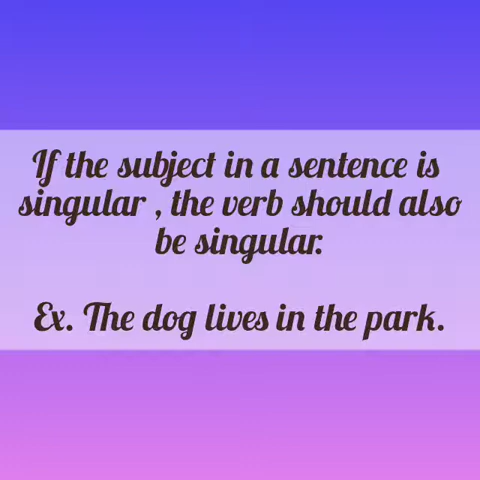 If the subject in a sentence is
singular , the verb should also
be singular.
Ex. The dog lives in the park.